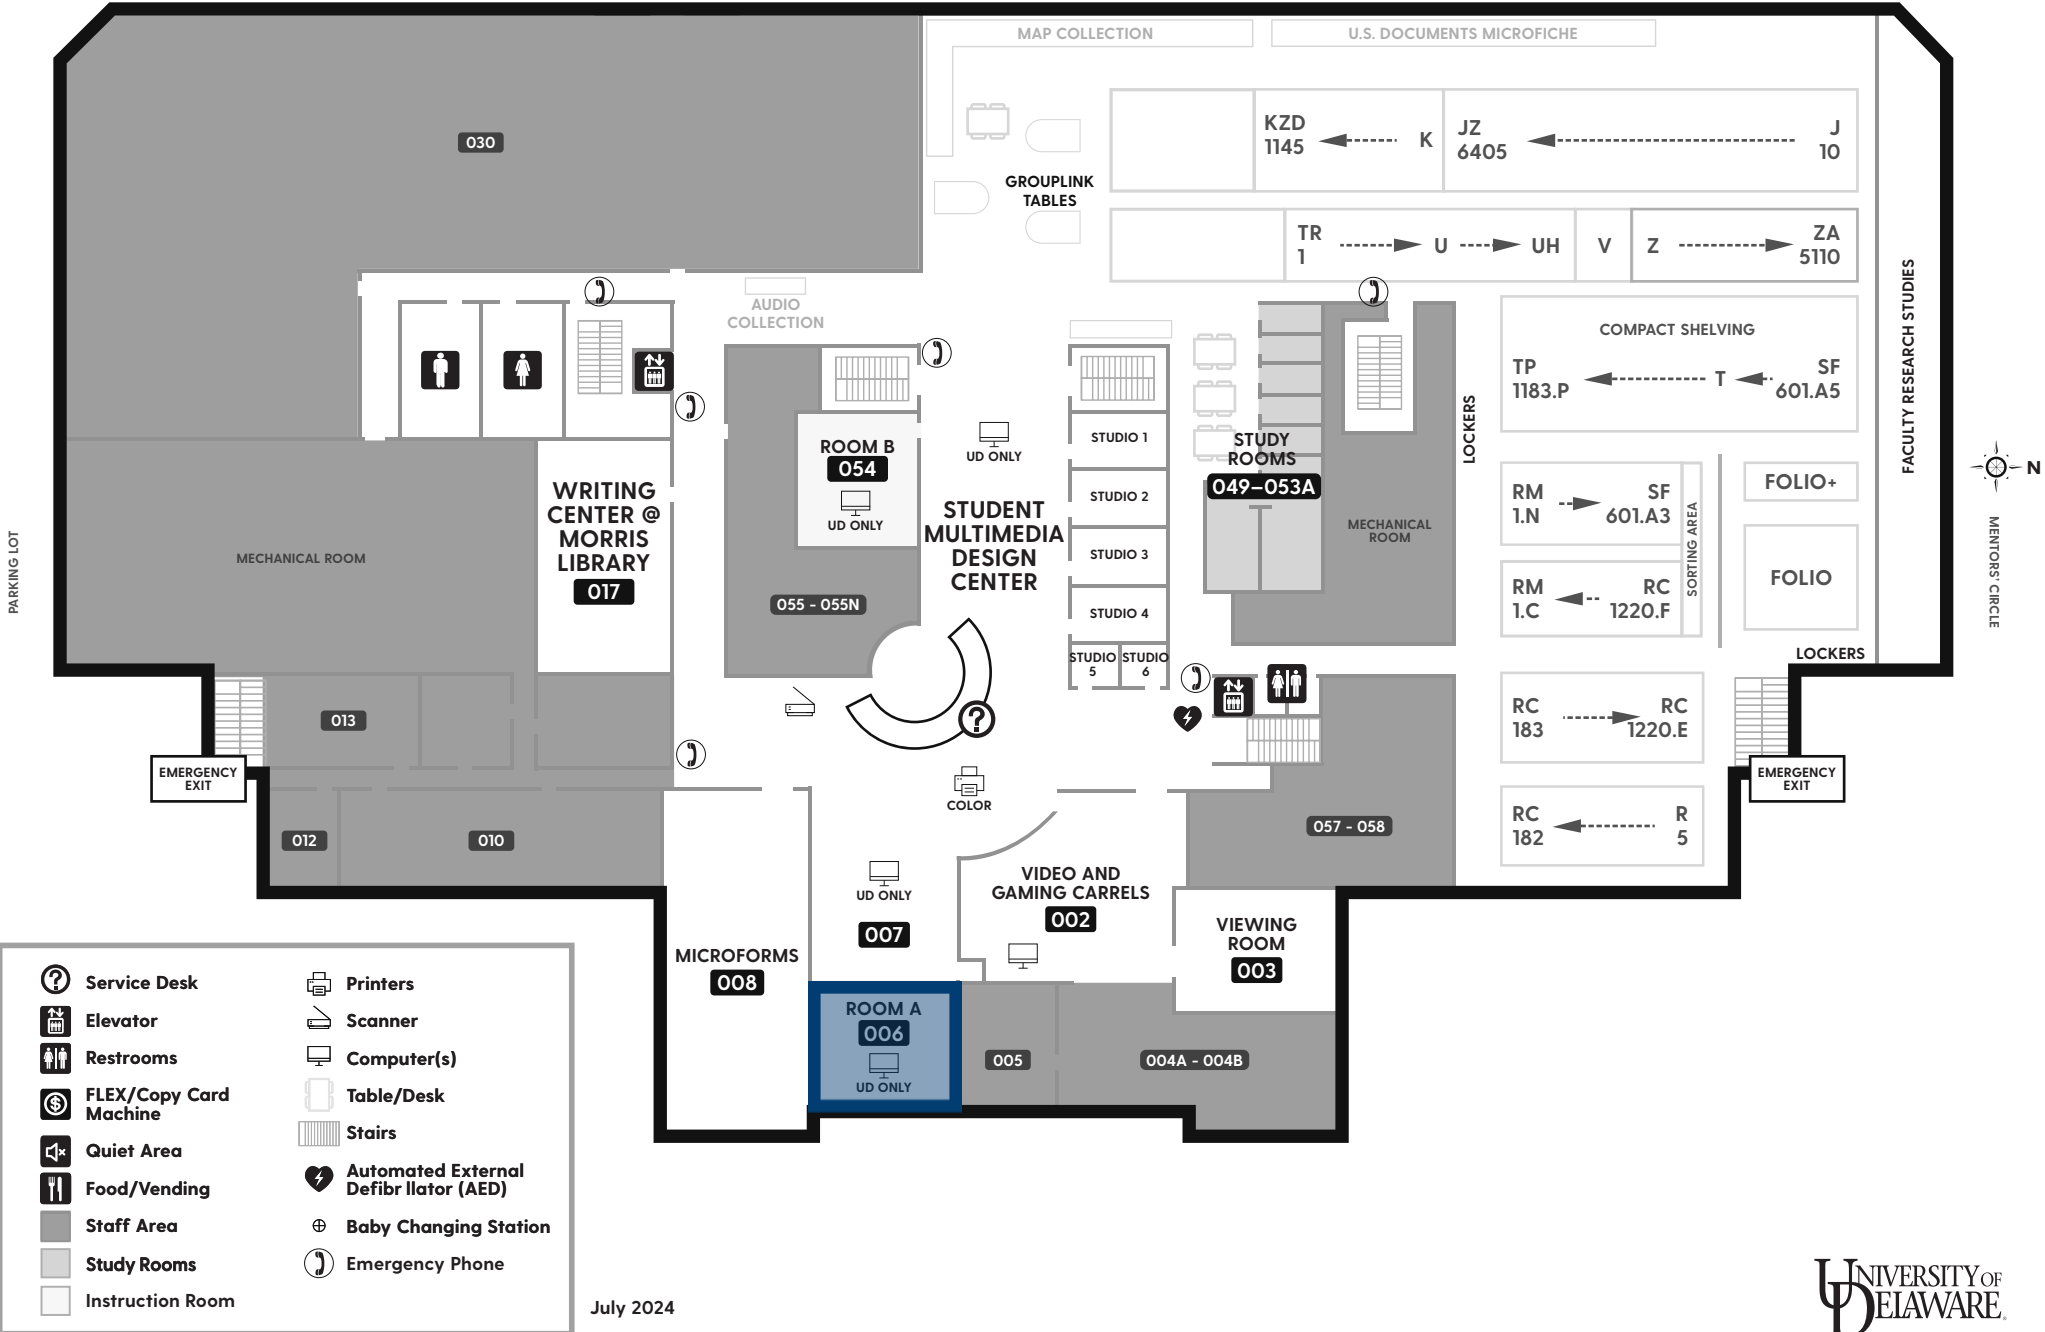 MAP COLLECTION
U.S. DOCUMENTS MICROFICHE
030
KZD
1145
K
JZ
6405
J
10
GROUPLINK
TABLES
TR
1
U
UH
V
Z
ZA
5110
AUDIO
COLLECTION
COMPACT SHELVING
TP
1183.P
T
SF
601.A5
FACULTY RESEARCH STUDIES
LOCKERS
ROOM B
054
UD ONLY
UD ONLY
STUDIO 1
STUDIO 2
STUDIO 3
STUDIO 4
STUDIO
5
STUDIO
6
STUDY
ROOMS
049–053A
MECHANICAL
ROOM
RM
1.N
SF
601.A3
SORTING AREA
FOLIO+
RM
1.C
RC
1220.F
FOLIO
N
MENTORS' CIRCLE
PARKING LOT
MECHANICAL ROOM
WRITING
CENTER @
MORRIS
LIBRARY
017
STUDENT
MULTIMEDIA
DESIGN
CENTER
055 - 055N
LOCKERS
013
RC
183
RC
1220.E
EMERGENCY
EXIT
EMERGENCY
EXIT
COLOR
012
010
057 - 058
RC
182
R
5
UD ONLY
007
VIDEO AND
GAMING CARRELS
002
VIEWING
ROOM
003
MICROFORMS
008
ROOM A
006
UD ONLY
005
004A - 004B
Service Desk
Elevator
Restrooms
FLEX/Copy Card
Machine
Quiet Area
Food/Vending
Staff Area
Study Rooms
Instruction Room
Printers
Scanner
Computer(s)
Table/Desk
Stairs
Automated External
Defibr llator (AED)
Baby Changing Station
Emergency Phone
July 2024
UNIVERSITY OF
DELAWARE